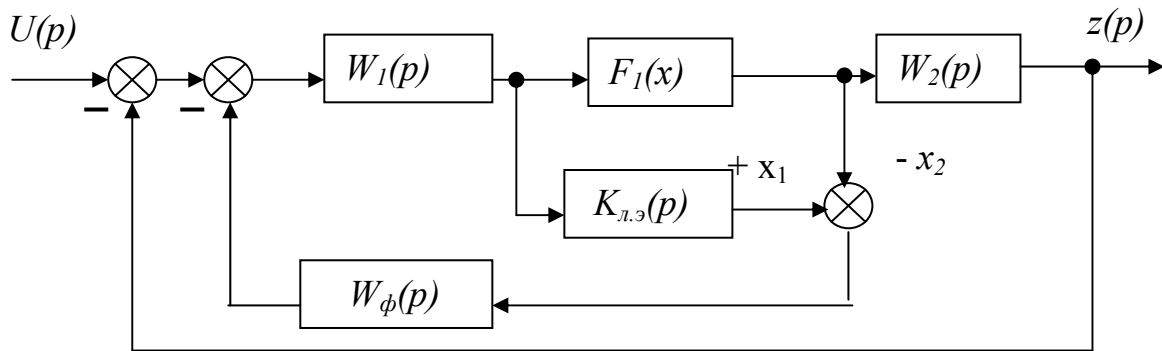 U(p)
z(p)
–
–
W₁(p)
F₁(x)
W₂(p)
+ x₁
- x₂
Kл.э(p)
Wф(p)